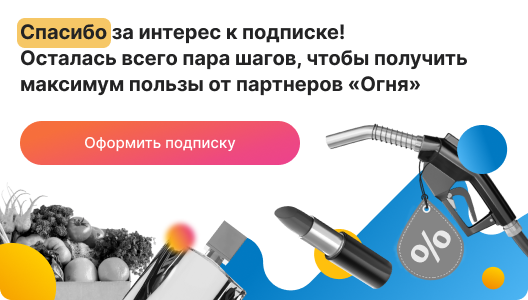 Спасибо за интерес к подписке!
Осталась всего пара шагов, чтобы получить
максимум пользы от партнеров «Огня»
Оформить подписку
%